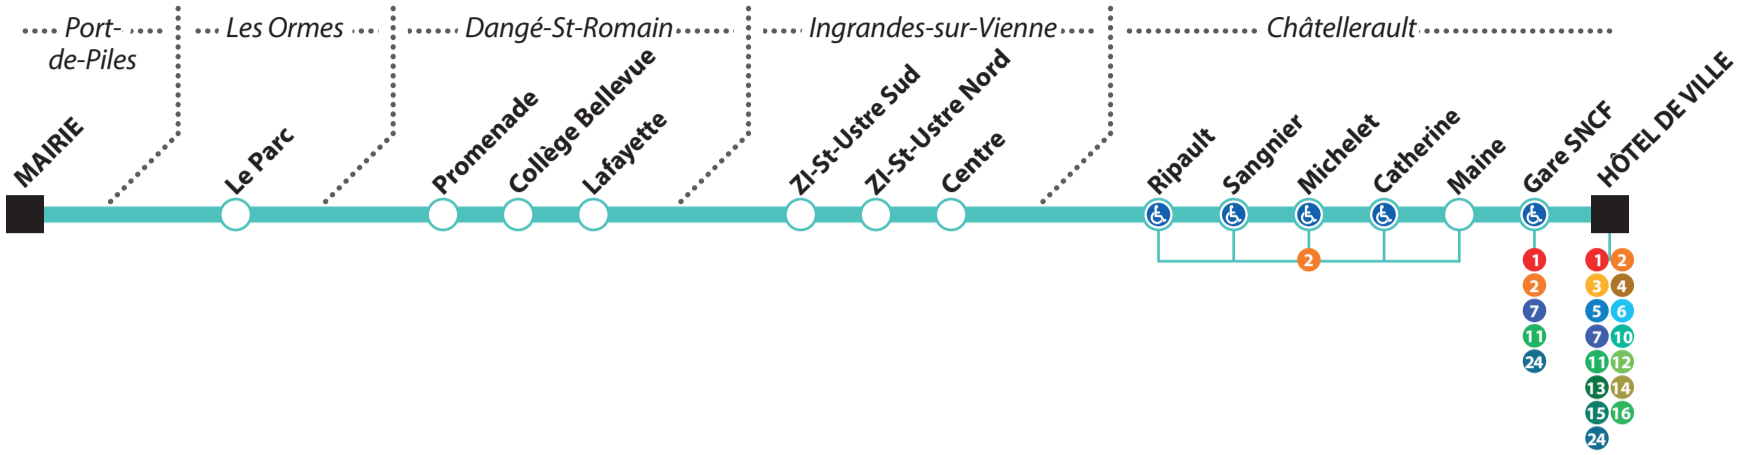 Port-
de-Piles
Les Ormes
Dangé-St-Romain
Ingrandes-sur-Vienne
Châtellerault
MAIRIE
Le Parc
Promenade
Collège Bellevue
Lafayette
ZI-St-Ustre Sud
ZI-St-Ustre Nord
Centre
Ripault
Sangnier
Michelet
Catherine
Maine
Gare SNCF
HÔTEL DE VILLE
2
1
2
7
11
24
1 2
3 4
5 6
7 10
11 12
13 14
15 16
24